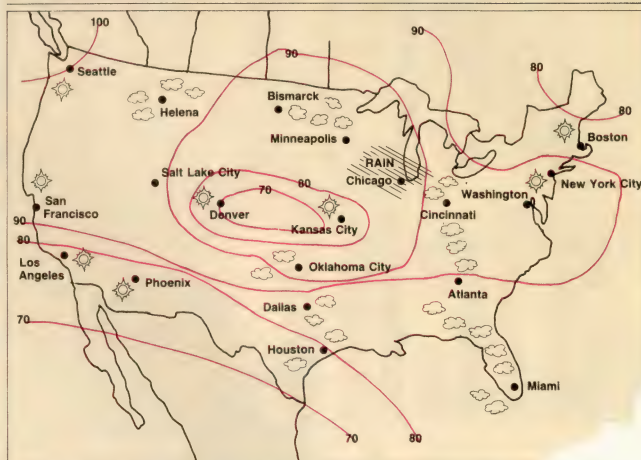 100
90
90
80
80
Seattle
Helena
Bismarck
Minneapolis
Boston
RAIN
Chicago
Salt Lake City
San
Francisco
Denver
70
80
Kansas City
Cincinnati
Washington
New York City
90
80
Los
Angeles
Phoenix
Oklahoma City
Atlanta
Dallas
Houston
70
Miami
70
80